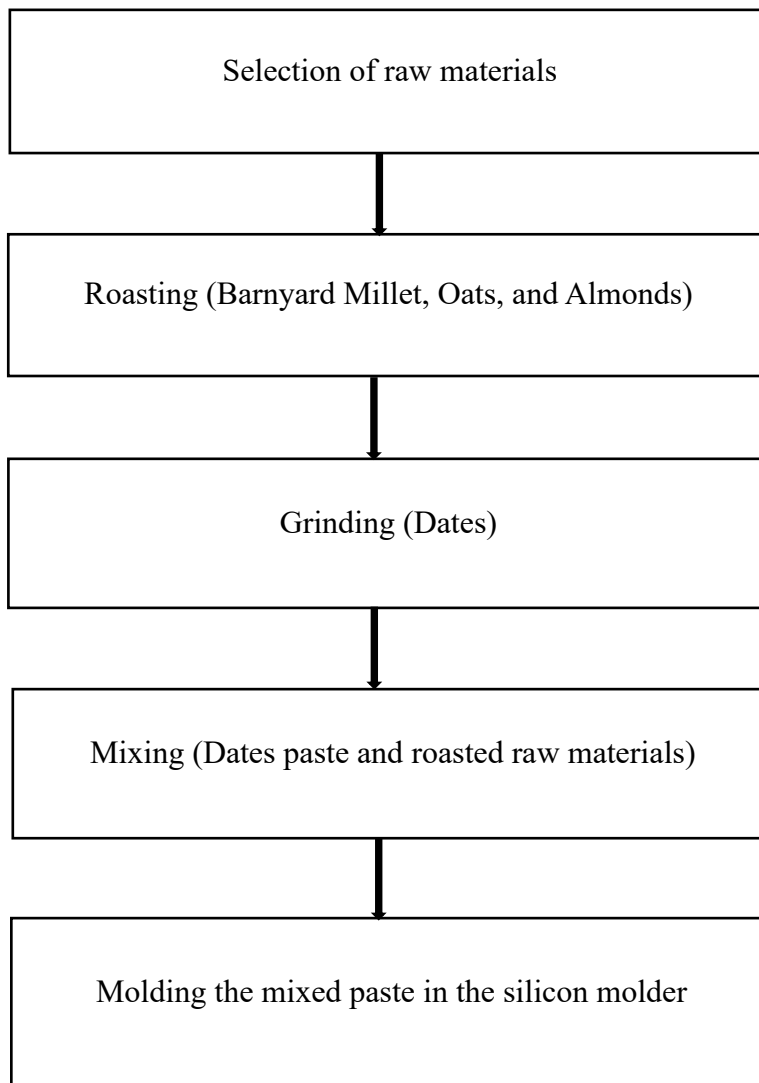 Selection of raw materials
Roasting (Barnyard Millet, Oats, and Almonds)
Grinding (Dates)
Mixing (Dates paste and roasted raw materials)
Molding the mixed paste in the silicon molder